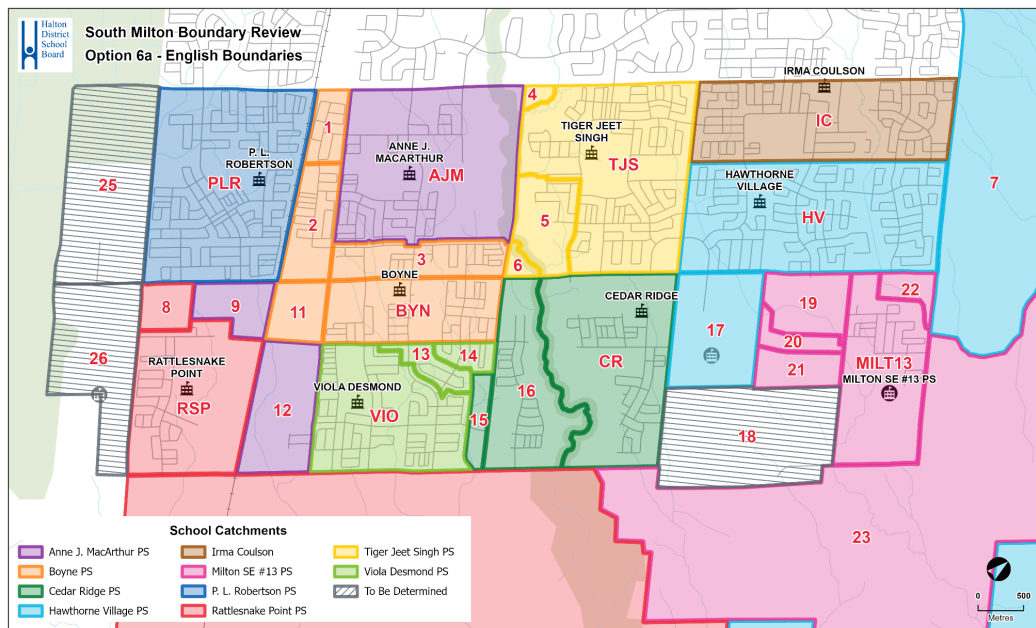 Halton
District
School
Board
South Milton Boundary Review
Option 6a - English Boundaries
IRMA COULSON
IC
4
TIGER JEET
SINGH
TJS
1
ANNE J.
MACARTHUR
AJM
P. L.
ROBERTSON
PLR
25
HAWTHORNE
VILLAGE
HV
7
2
5
3
6
BOYNE
BYN
CEDAR RIDGE
CR
8
9
11
17
19
22
20
21
MILT13
MILTON SE #13 PS
26
RATTLESNAKE
POINT
RSP
12
13
14
VIOLA DESMOND
VIO
15
16
18
23
School Catchments
Anne J. MacArthur PS
Boyne PS
Cedar Ridge PS
Hawthorne Village PS
Irma Coulson
Milton SE #13 PS
P. L. Robertson PS
Rattlesnake Point PS
Tiger Jeet Singh PS
Viola Desmond PS
To Be Determined
0 500
Metres